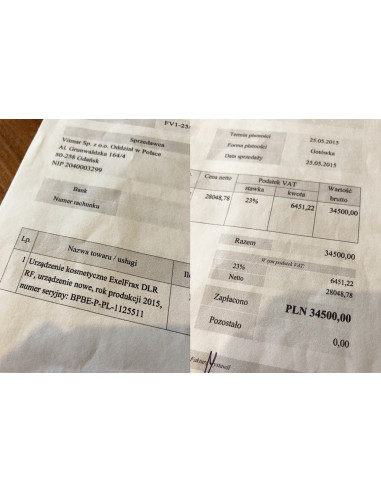 FV1-25
Sprzedawca
Vitmar Sp. z o.o. Oddział w Polsce
Al. Grunwaldzka 164/4
80-258 Gdańsk
NIP 2040003299
Bank
Numer rachunku
Lp. Nazwa towaru / usługi
1 Urządzenie kosmetyczne ExelFrax DLR
RF, urządzenie nowe, rok produkcji 2015,
numer seryjny: BPBE-P-PL-1125511
Termin płatności 25.05.2015
Forma płatności Gotówka
Data sprzedaży 25.05.2015
Cena netto Podatek VAT Wartość
stawka kwota brutto
28048,78 23% 6451,22 34500,00
Razem 34500,00
W tym podatek VAT
23% 6451,22
Netto 28048,78
Zapłacono PLN 34500,00
Pozostało 0,00